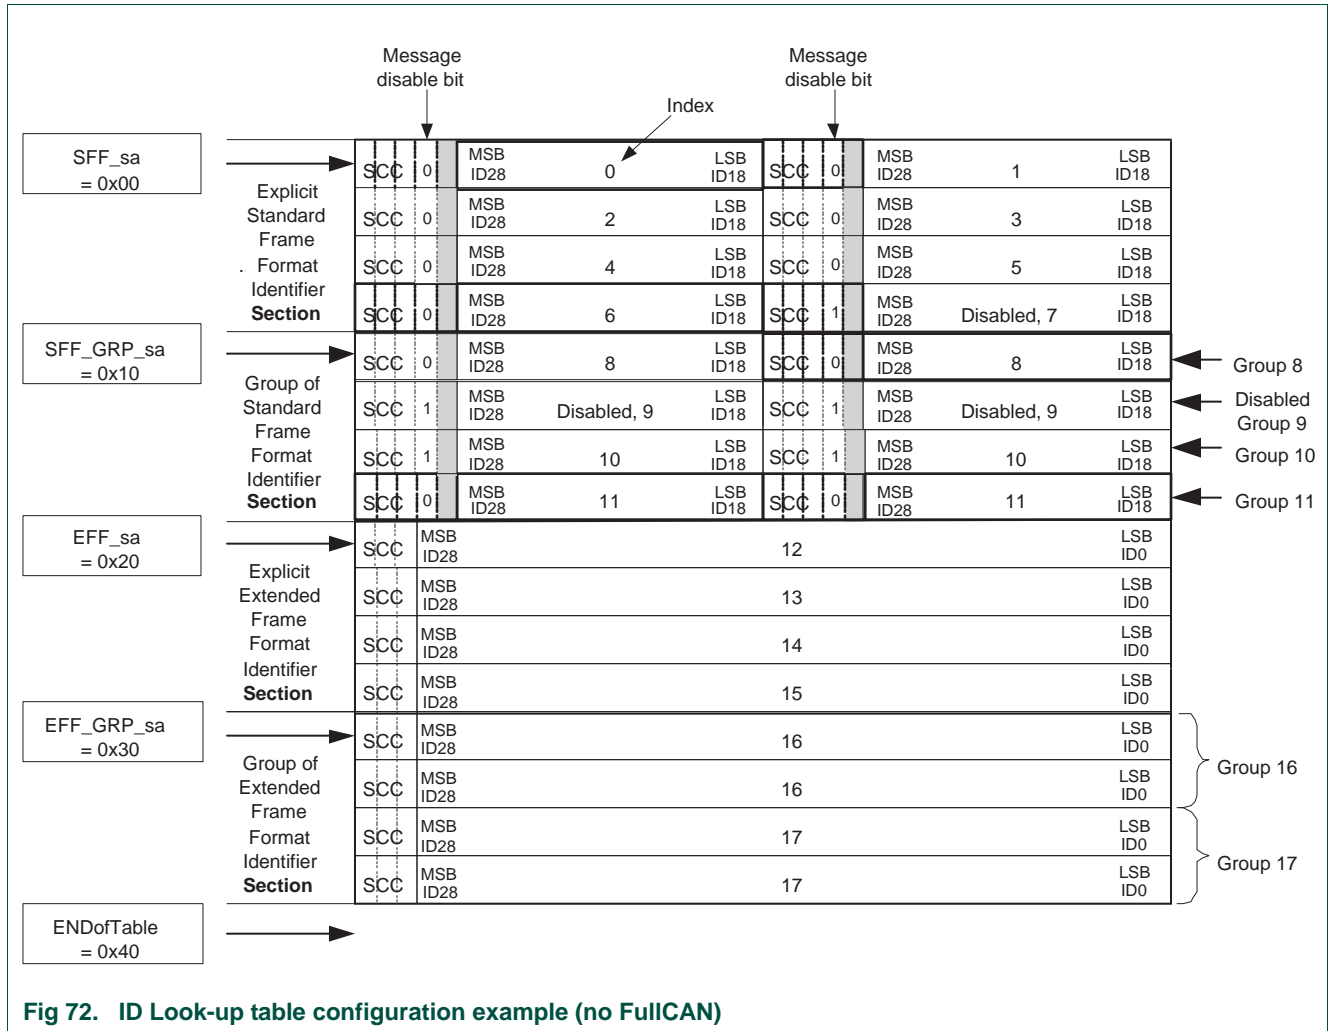 Message
disable bit
Message
disable bit
Index
SFF_sa
= 0x00
Explicit
Standard
Frame
. Format
Identifier
Section
SCC 0 MSB ID28 0 LSB ID18 SCC 0 MSB ID28 1 LSB ID18
SCC 0 MSB ID28 2 LSB ID18 SCC 0 MSB ID28 3 LSB ID18
SCC 0 MSB ID28 4 LSB ID18 SCC 0 MSB ID28 5 LSB ID18
SCC 0 MSB ID28 6 LSB ID18 SCC 1 MSB ID28 Disabled, 7 LSB ID18
SFF_GRP_sa
= 0x10
Group of
Standard
Frame
Format
Identifier
Section
SCC 0 MSB ID28 8 LSB ID18 SCC 0 MSB ID28 8 LSB ID18
Group 8
SCC 1 MSB ID28 Disabled, 9 LSB ID18 SCC 1 MSB ID28 Disabled, 9 LSB ID18
Disabled
Group 9
SCC 1 MSB ID28 10 LSB ID18 SCC 1 MSB ID28 10 LSB ID18
Group 10
SCC 0 MSB ID28 11 LSB ID18 SCC 0 MSB ID28 11 LSB ID18
Group 11
EFF_sa
= 0x20
Explicit
Extended
Frame
Format
Identifier
Section
SCC MSB ID28 12 LSB ID0
SCC MSB ID28 13 LSB ID0
SCC MSB ID28 14 LSB ID0
SCC MSB ID28 15 LSB ID0
EFF_GRP_sa
= 0x30
Group of
Extended
Frame
Format
Identifier
Section
SCC MSB ID28 16 LSB ID0
SCC MSB ID28 16 LSB ID0
Group 16
SCC MSB ID28 17 LSB ID0
SCC MSB ID28 17 LSB ID0
Group 17
ENDofTable
= 0x40
Fig 72. ID Look-up table configuration example (no FullCAN)